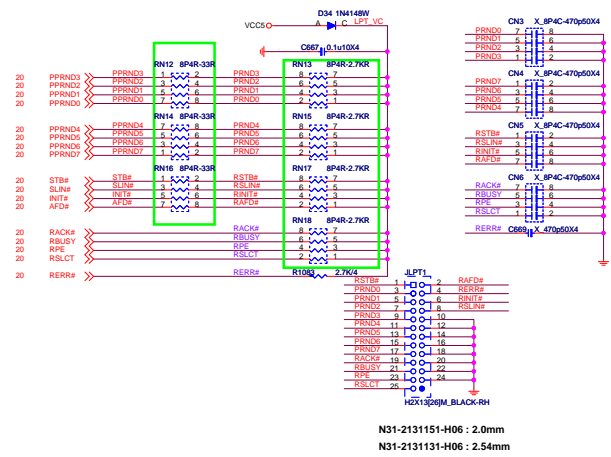 D34 1N4148W
VCC5 A C LPT_VC
C667 0.1u10X4
RN12 8P4R-33R RN13 8P4R-2.7KR
20 PPRND3 PPRND3 1 2 PRND3 8 7
20 PPRND2 PPRND2 3 4 PRND2 6 5
20 PPRND1 PPRND1 5 6 PRND1 4 3
20 PPRND0 PPRND0 7 8 PRND0 2 1
RN14 8P4R-33R RN15 8P4R-2.7KR
20 PPRND4 PPRND4 7 8 PRND4 8 7
20 PPRND5 PPRND5 5 6 PRND5 6 5
20 PPRND6 PPRND6 3 4 PRND6 4 3
20 PPRND7 PPRND7 1 2 PRND7 2 1
RN16 8P4R-33R RN17 8P4R-2.7KR
20 STB# STB# 1 2 RSTB# 8 7
20 SLIN# SLIN# 3 4 RSLIN# 6 5
20 INIT# INIT# 5 6 RINIT# 4 3
20 AFD# AFD# 7 8 RAFD# 2 1
RN18 8P4R-2.7KR
20 RACK# RACK# 8 7
20 RBUSY RBUSY 6 5
20 RPE RPE 4 3
20 RSLCT RSLCT 2 1
20 RERR# RERR# R1083 2.7K/4
CN3 X_8P4C-470p50X4
PRND0 7 8
PRND1 5 6
PRND2 3 4
PRND3 1 2
CN4 X_8P4C-470p50X4
PRND7 1 2
PRND6 3 4
PRND5 5 6
PRND4 7 8
CN5 X_8P4C-470p50X4
RSTB# 1 2
RSLIN# 3 4
RINIT# 5 6
RAFD# 7 8
CN6 X_8P4C-470p50X4
RACK# 7 8
RBUSY 5 6
RPE 3 4
RSLCT 1 2
RERR# C669 X_470p50X4
JLPT1
RSTB# 1 2 RAFD#
PRND0 3 4 RERR#
PRND1 5 6 RINIT#
PRND2 7 8 RSLIN#
PRND3 9 10
PRND4 11 12
PRND5 13 14
PRND6 15 16
PRND7 17 18
RACK# 19 20
RBUSY 21 22
RPE 23 24
RSLCT 25
H2X13[26]M_BLACK-RH
N31-2131151-H06 : 2.0mm
N31-2131131-H06 : 2.54mm